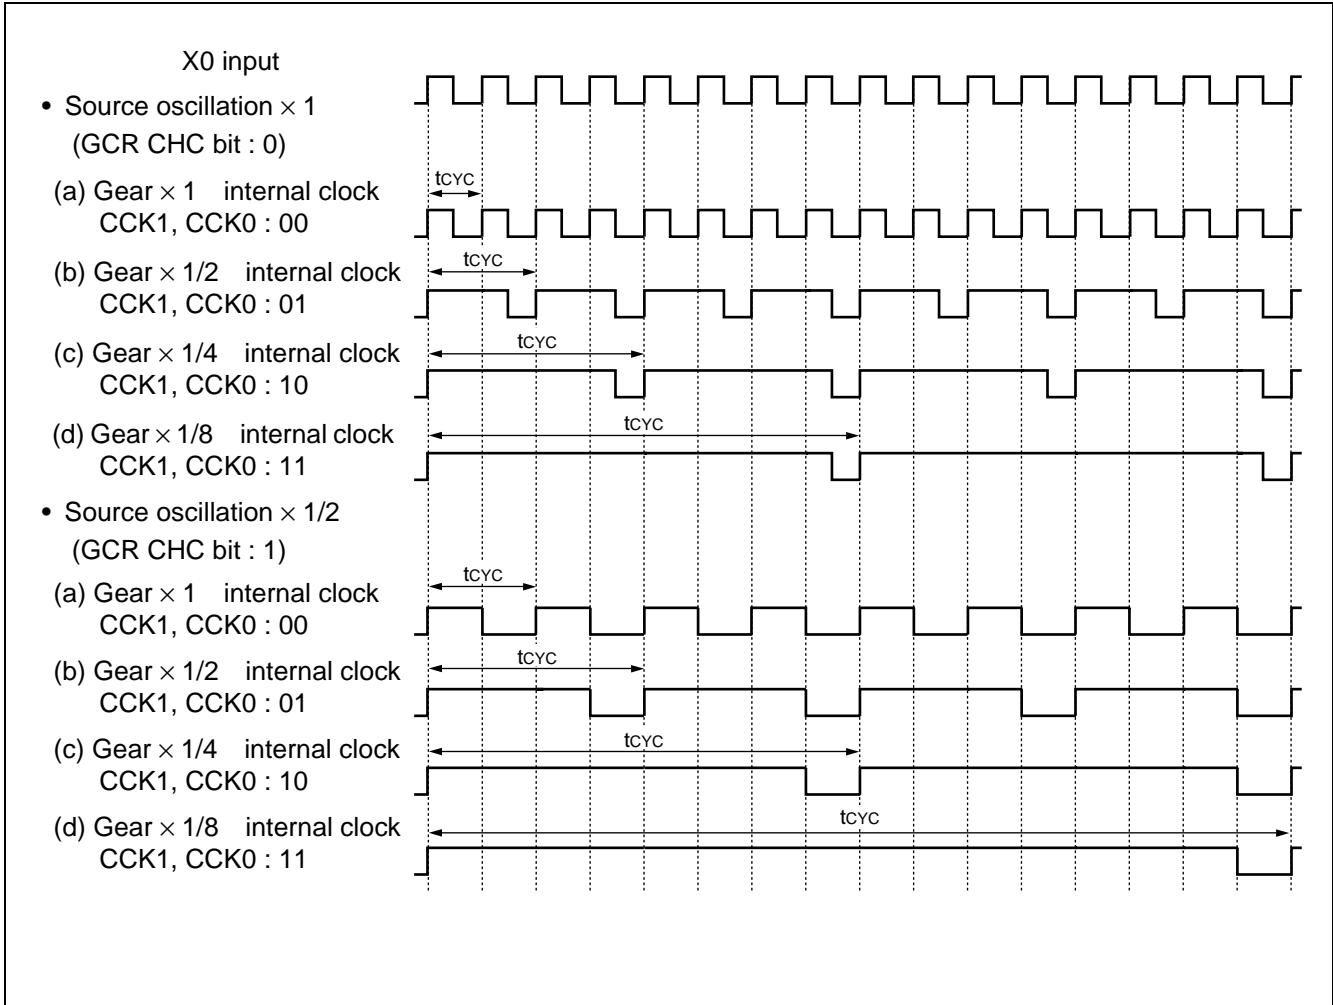 X0 input
• Source oscillation × 1
(GCR CHC bit : 0)
(a) Gear × 1 internal clock
CCK1, CCK0 : 00
tCYC
(b) Gear × 1/2 internal clock
CCK1, CCK0 : 01
tCYC
(c) Gear × 1/4 internal clock
CCK1, CCK0 : 10
tCYC
(d) Gear × 1/8 internal clock
CCK1, CCK0 : 11
tCYC
• Source oscillation × 1/2
(GCR CHC bit : 1)
(a) Gear × 1 internal clock
CCK1, CCK0 : 00
tCYC
(b) Gear × 1/2 internal clock
CCK1, CCK0 : 01
tCYC
(c) Gear × 1/4 internal clock
CCK1, CCK0 : 10
tCYC
(d) Gear × 1/8 internal clock
CCK1, CCK0 : 11
tCYC